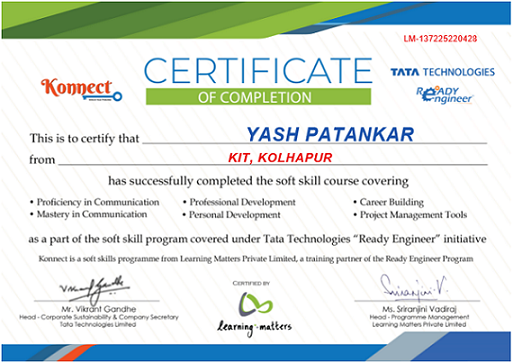 LM-137225220428
Konnect
CERTIFICATE
OF COMPLETION
TATA TECHNOLOGIES
READY
engineer
This is to certify that YASH PATANKAR
from KIT, KOLHAPUR
has successfully completed the soft skill course covering
• Proficiency in Communication • Professional Development • Career Building
• Mastery in Communication • Personal Development • Project Management Tools
as a part of the soft skill program covered under Tata Technologies "Ready Engineer" initiative
Konnect is a soft skills programme from Learning Matters Private Limited, a training partner of the Ready Engineer Program
CERTIFIED BY
Mr. Vikrant Gandhe
Head - Corporate Sustainability & Company Secretary
Tata Technologies Limited
learning matters
Ms. Sriranjini Vadiraj
Head - Programme Management
Learning Matters Private Limited